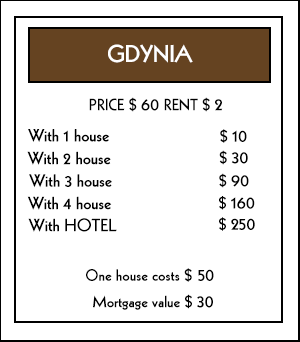 GDYNIA
PRICE $ 60 RENT $ 2
With 1 house $ 10
With 2 house $ 30
With 3 house $ 90
With 4 house $ 160
With HOTEL $ 250
One house costs $ 50
Mortgage value $ 30